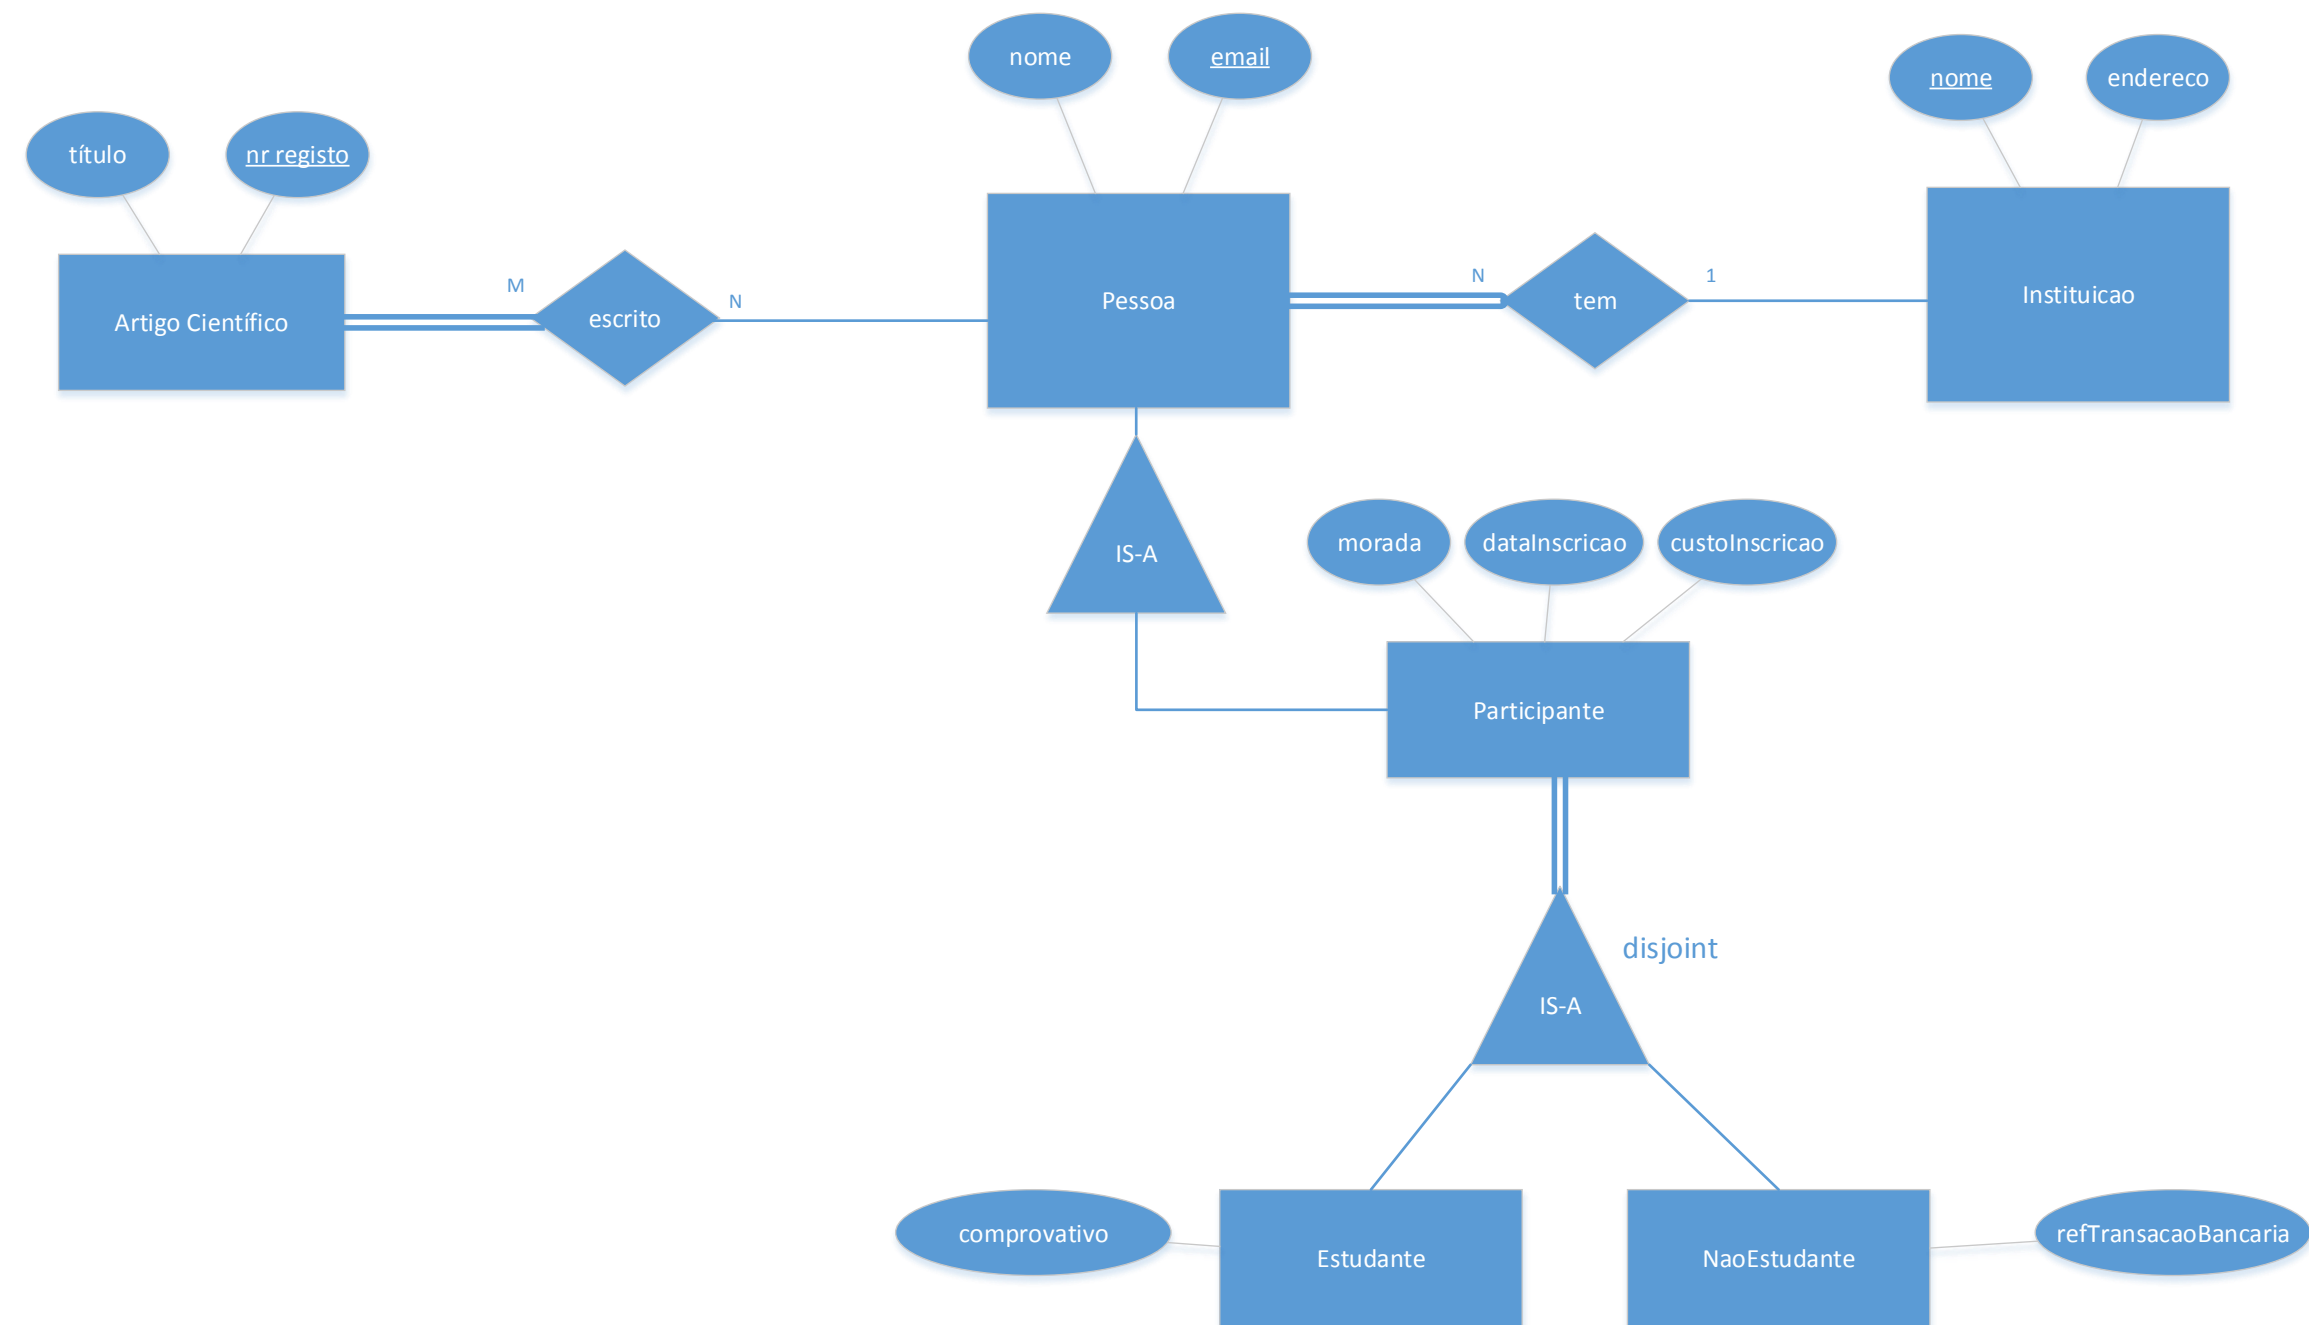 nome
email
nome
endereco
título
nr registo
M
N
N
1
Artigo Científico
escrito
Pessoa
tem
Instituicao
IS-A
morada
dataInscricao
custoInscricao
Participante
disjoint
IS-A
comprovativo
Estudante
NaoEstudante
refTransacaoBancaria